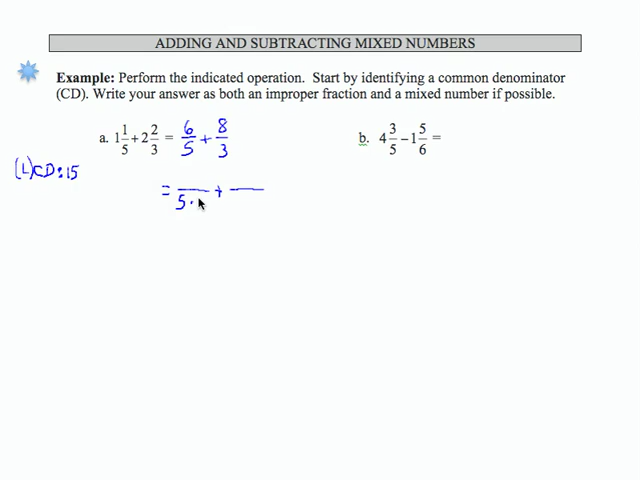 ADDING AND SUBTRACTING MIXED NUMBERS
Example: Perform the indicated operation. Start by identifying a common denominator
(CD). Write your answer as both an improper fraction and a mixed number if possible.
a. 1 1/5 + 2 2/3 = 6/5 + 8/3
b. 4 3/5 − 1 5/6 =
(L)CD: 15
= __/5· + __